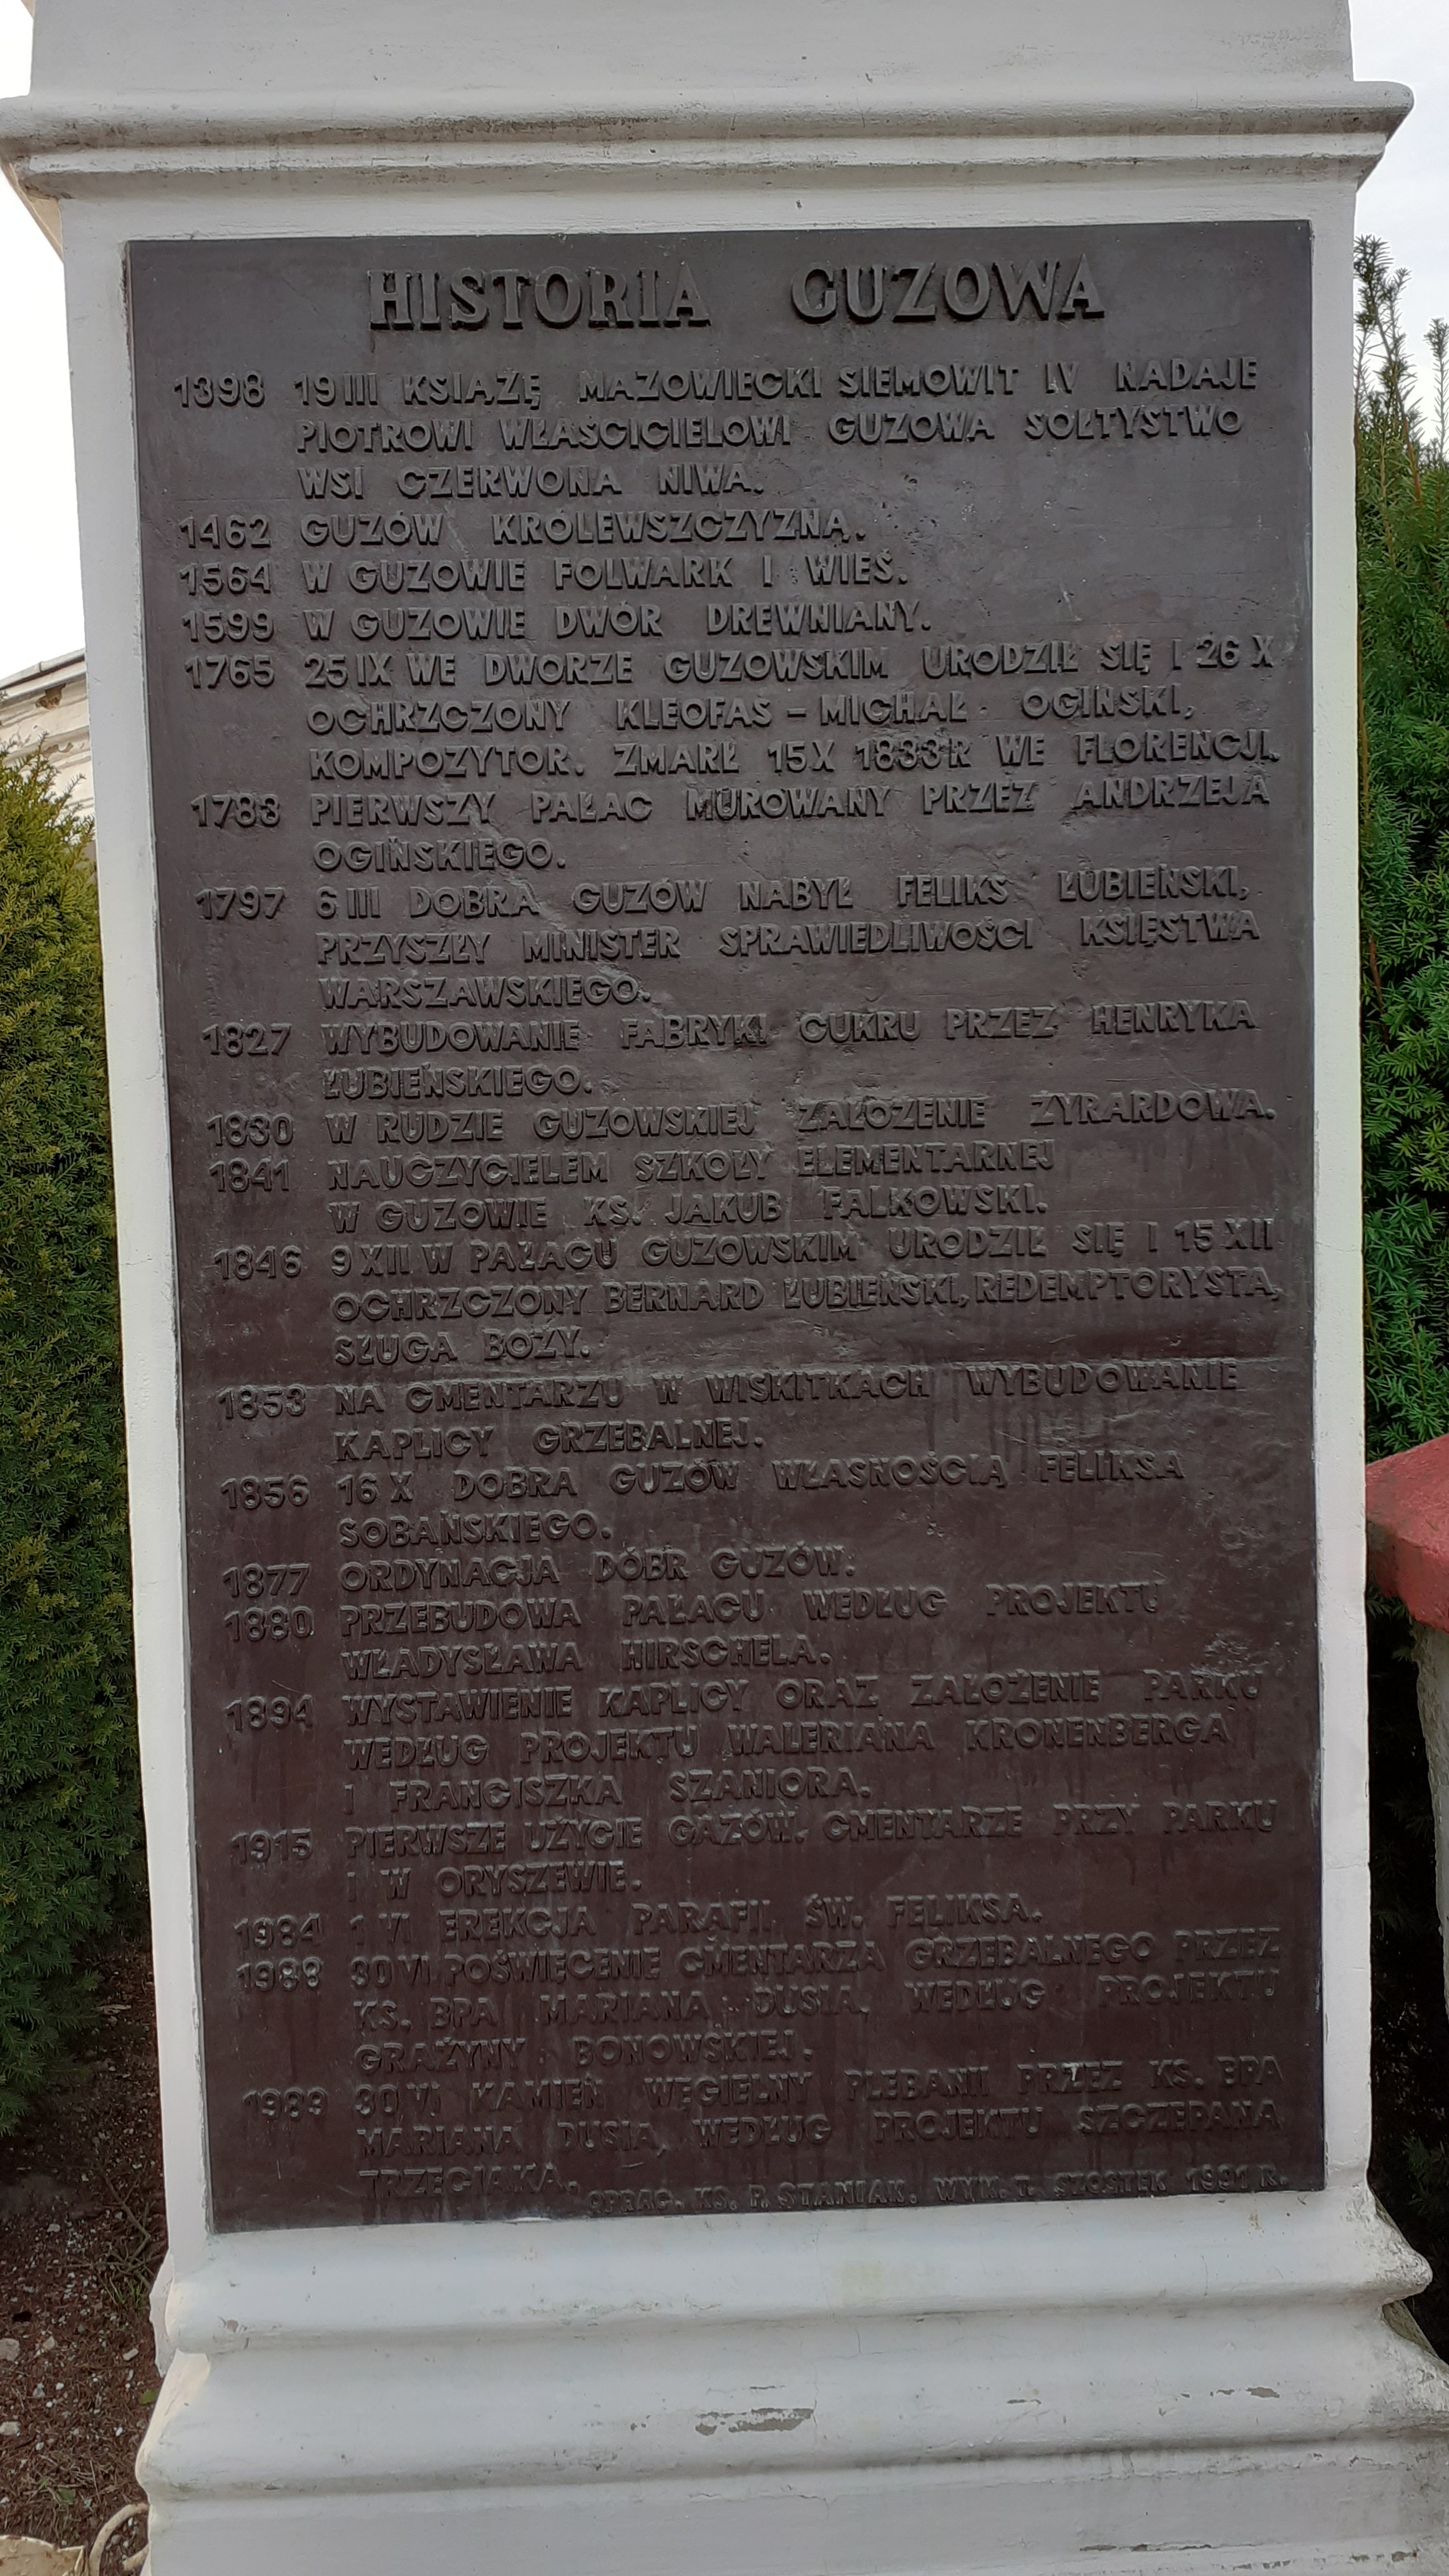 HISTORIA GUZOWA
1398 19 III KSIĄŻĘ MAZOWIECKI SIEMOWIT IV NADAJE
PIOTROWI WŁAŚCICIELOWI GUZOWA SOŁTYSTWO
WSI CZERWONA NIWA.
1462 GUZÓW KRÓLEWSZCZYZNĄ.
1564 W GUZOWIE FOLWARK I WIEŚ.
1599 W GUZOWIE DWÓR DREWNIANY.
1765 25 IX WE DWORZE GUZOWSKIM URODZIŁ SIĘ I 26 X
OCHRZCZONY KLEOFAS – MICHAŁ OGIŃSKI,
KOMPOZYTOR. ZMARŁ 15 X 1833 R WE FLORENCJI.
1783 PIERWSZY PAŁAC MUROWANY PRZEZ ANDRZEJA
OGIŃSKIEGO.
1797 6 III DOBRA GUZÓW NABYŁ FELIKS ŁUBIEŃSKI,
PRZYSZŁY MINISTER SPRAWIEDLIWOŚCI KSIĘSTWA
WARSZAWSKIEGO.
1827 WYBUDOWANIE FABRYKI CUKRU PRZEZ HENRYKA
ŁUBIEŃSKIEGO.
1830 W RUDZIE GUZOWSKIEJ ZAŁOŻENIE ŻYRARDOWA.
1841 NAUCZYCIELEM SZKOŁY ELEMENTARNEJ
W GUZOWIE KS. JAKUB FALKOWSKI.
1846 9 XII W PAŁACU GUZOWSKIM URODZIŁ SIĘ I 15 XII
OCHRZCZONY BERNARD ŁUBIEŃSKI, REDEMPTORYSTA,
SŁUGA BOŻY.
1853 NA CMENTARZU W WISKITKACH WYBUDOWANIE
KAPLICY GRZEBALNEJ.
1856 16 X DOBRA GUZÓW WŁASNOŚCIĄ FELIKSA
SOBAŃSKIEGO.
1877 ORDYNACJA DÓBR GUZÓW.
1880 PRZEBUDOWA PAŁACU WEDŁUG PROJEKTU
WŁADYSŁAWA HIRSCHELA.
1894 WYSTAWIENIE KAPLICY ORAZ ZAŁOŻENIE PARKU
WEDŁUG PROJEKTU WALERIANA KRONENBERGA
I FRANCISZKA SZANIORA.
1915 PIERWSZE UŻYCIE GAZÓW. CMENTARZE PRZY PARKU
I W ORYSZEWIE.
1984 1 VI EREKCJA PARAFII ŚW. FELIKSA.
1988 30 VI POŚWIĘCENIE CMENTARZA GRZEBALNEGO PRZEZ
KS. BPA MARIANA DUSIA, WEDŁUG PROJEKTU
GRAŻYNY BONOWSKIEJ.
1989 30 VI KAMIEŃ WĘGIELNY PLEBANII PRZEZ KS. BPA
MARIANA DUSIA, WEDŁUG PROJEKTU SZCZEPANA
TRZECIAKA.
OPRAC. KS. P. STANIAK. WYK. T. SZOSTEK 1991 R.